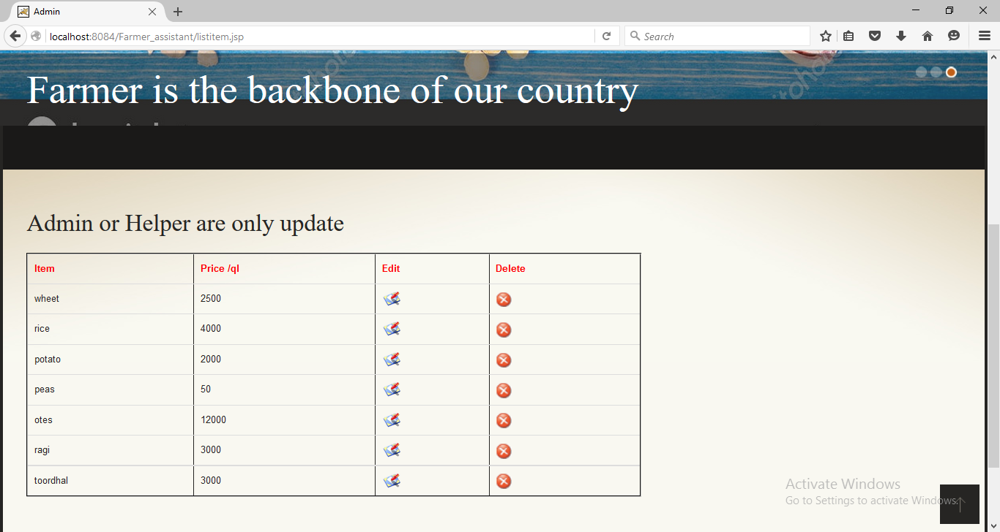 Admin
localhost:8084/Farmer_assistant/listitem.jsp
Search
Farmer is the backbone of our country
Admin or Helper are only update
Item Price /ql Edit Delete
wheet 2500
rice 4000
potato 2000
peas 50
otes 12000
ragi 3000
toordhal 3000
Activate Windows
Go to Settings to activate Windows.